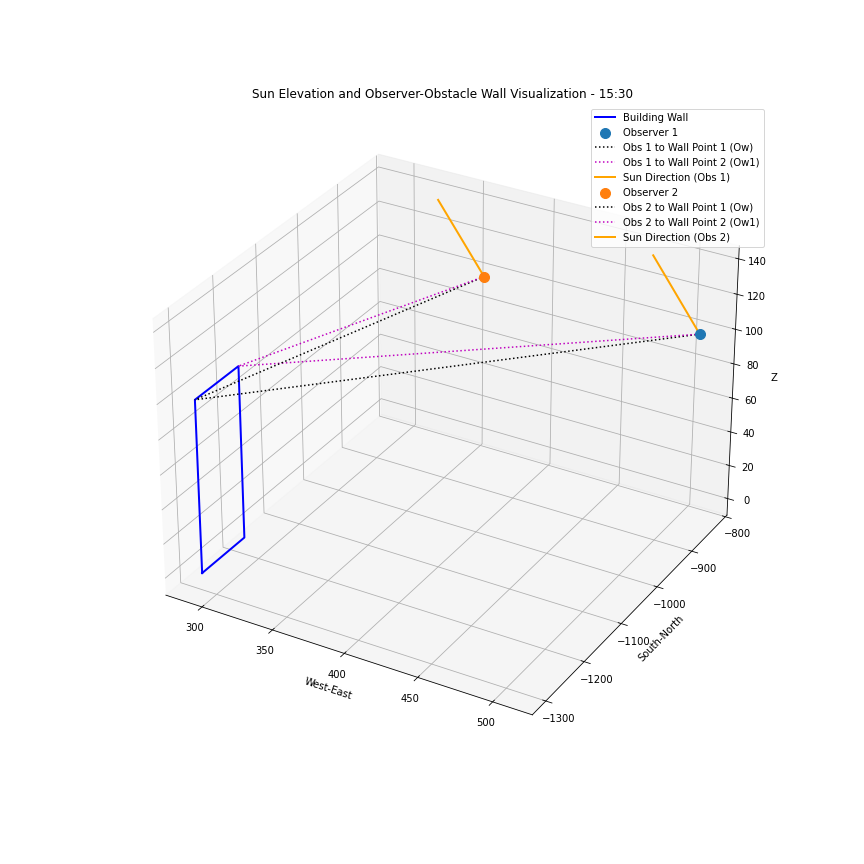 Sun Elevation and Observer-Obstacle Wall Visualization - 15:30
Building Wall
Observer 1
Obs 1 to Wall Point 1 (Ow)
Obs 1 to Wall Point 2 (Ow1)
Sun Direction (Obs 1)
Observer 2
Obs 2 to Wall Point 1 (Ow)
Obs 2 to Wall Point 2 (Ow1)
Sun Direction (Obs 2)
140
120
100
80
Z
60
40
20
0
−800
−900
−1000
−1100
−1200
−1300
South-North
300
350
400
450
500
West-East